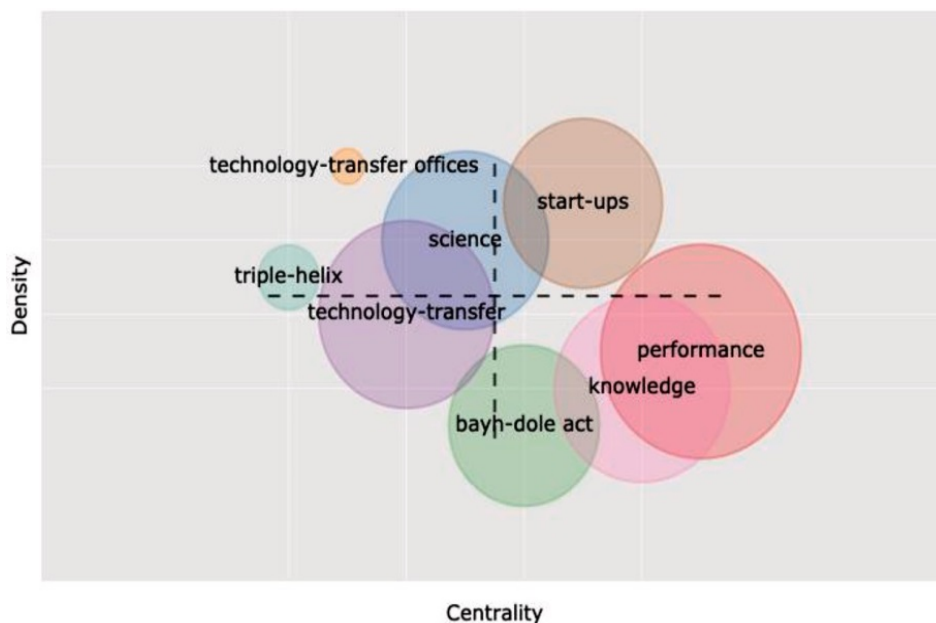 technology-transfer offices
start-ups
science
triple-helix
technology-transfer
performance
knowledge
bayh-dole act
Density
Centrality